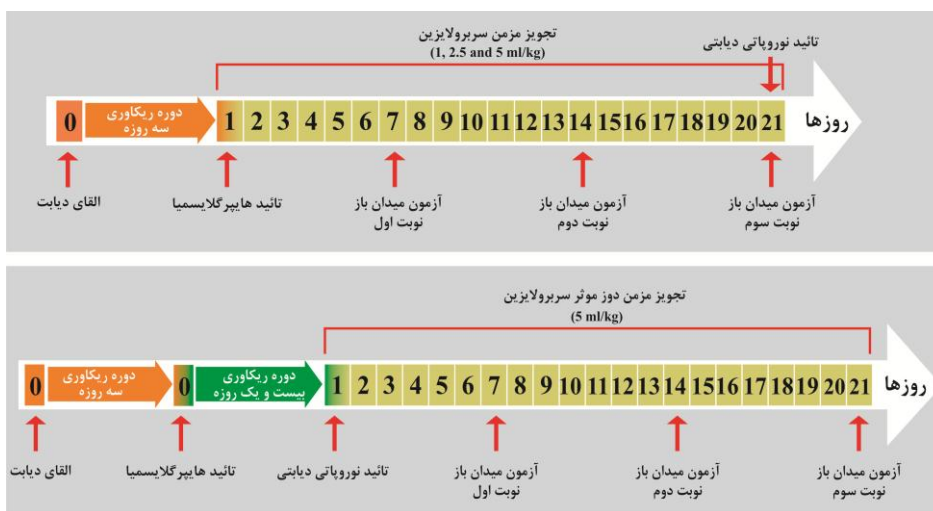 تجویز مزمن سربرولایزین
(1, 2.5 and 5 ml/kg)
تائید نوروپاتی دیابتی
0
دوره ریکاوری
سه روزه
1 2 3 4 5 6 7 8 9 10 11 12 13 14 15 16 17 18 19 20 21
روزها
القای دیابت
تائید هایپرگلایسمیا
آزمون میدان باز
نوبت اول
آزمون میدان باز
نوبت دوم
آزمون میدان باز
نوبت سوم
تجویز مزمن دوز موثر سربرولایزین
(5 ml/kg)
0
دوره ریکاوری
سه روزه
0
دوره ریکاوری
بیست و یک روزه
1 2 3 4 5 6 7 8 9 10 11 12 13 14 15 16 17 18 19 20 21
روزها
القای دیابت
تائید هایپرگلایسمیا
تائید نوروپاتی دیابتی
آزمون میدان باز
نوبت اول
آزمون میدان باز
نوبت دوم
آزمون میدان باز
نوبت سوم